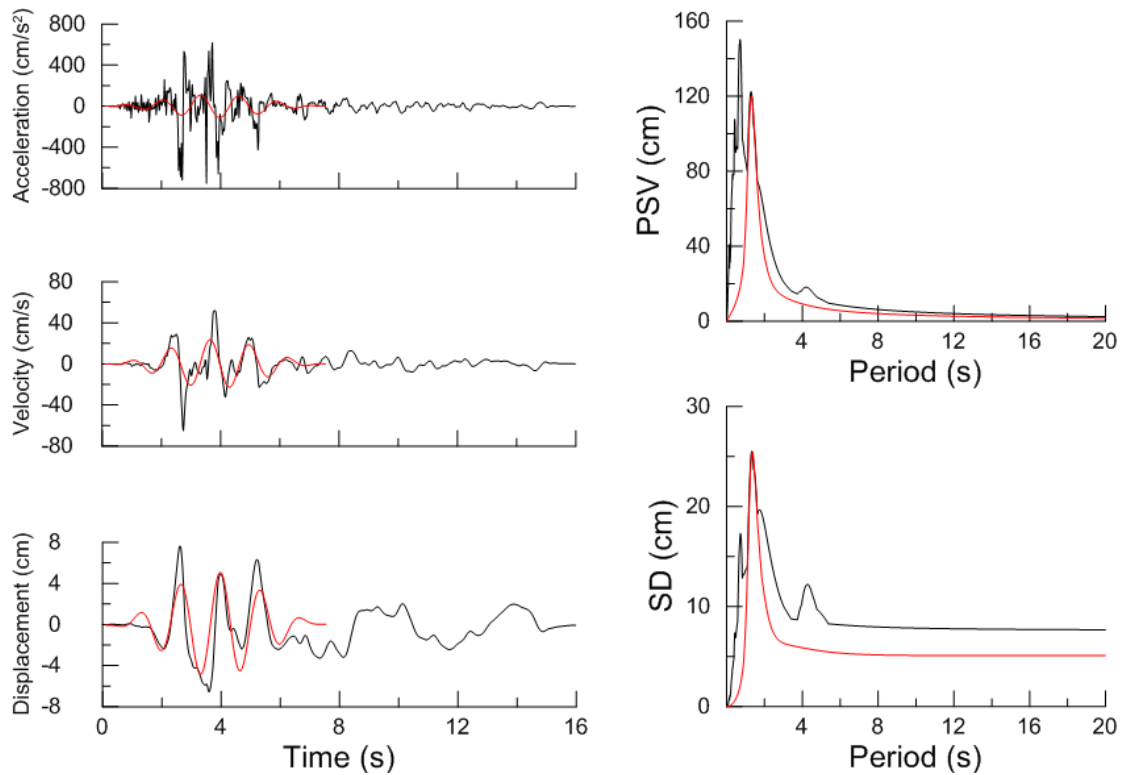 Acceleration (cm/s²)
800
400
0
-400
-800
Velocity (cm/s)
80
40
0
-40
-80
Displacement (cm)
8
4
0
-4
-8
0 4 8 12 16
Time (s)
PSV (cm)
160
120
80
40
0
0 4 8 12 16 20
Period (s)
SD (cm)
30
20
10
0
0 4 8 12 16 20
Period (s)